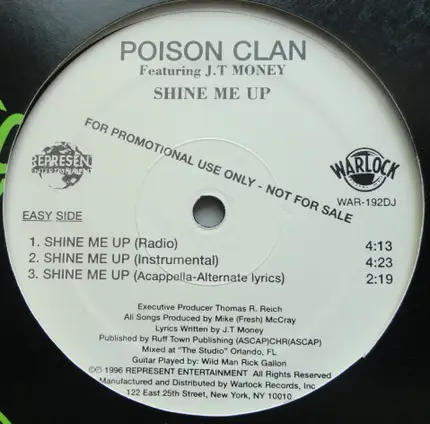 POISON CLAN
Featuring J.T MONEY
SHINE ME UP
FOR PROMOTIONAL USE ONLY - NOT FOR SALE
REPRESENT
ENTERTAINMENT
WARLOCK
WAR-192DJ
EASY SIDE
1. SHINE ME UP (Radio) 4:13
2. SHINE ME UP (Instrumental) 4:23
3. SHINE ME UP (Acappella-Alternate lyrics) 2:19
Executive Producer Thomas R. Reich
All Songs Produced by Mike (Fresh) McCray
Lyrics Written by J.T Money
Published by Ruff Town Publishing (ASCAP)CHR(ASCAP)
Mixed at "The Studio" Orlando, FL
Guitar Played by: Wild Man Rick Gallon
©℗ 1996 REPRESENT ENTERTAINMENT All Rights Reserved
Manufactured and Distributed by Warlock Records, Inc
122 East 25th Street, New York, NY 10010